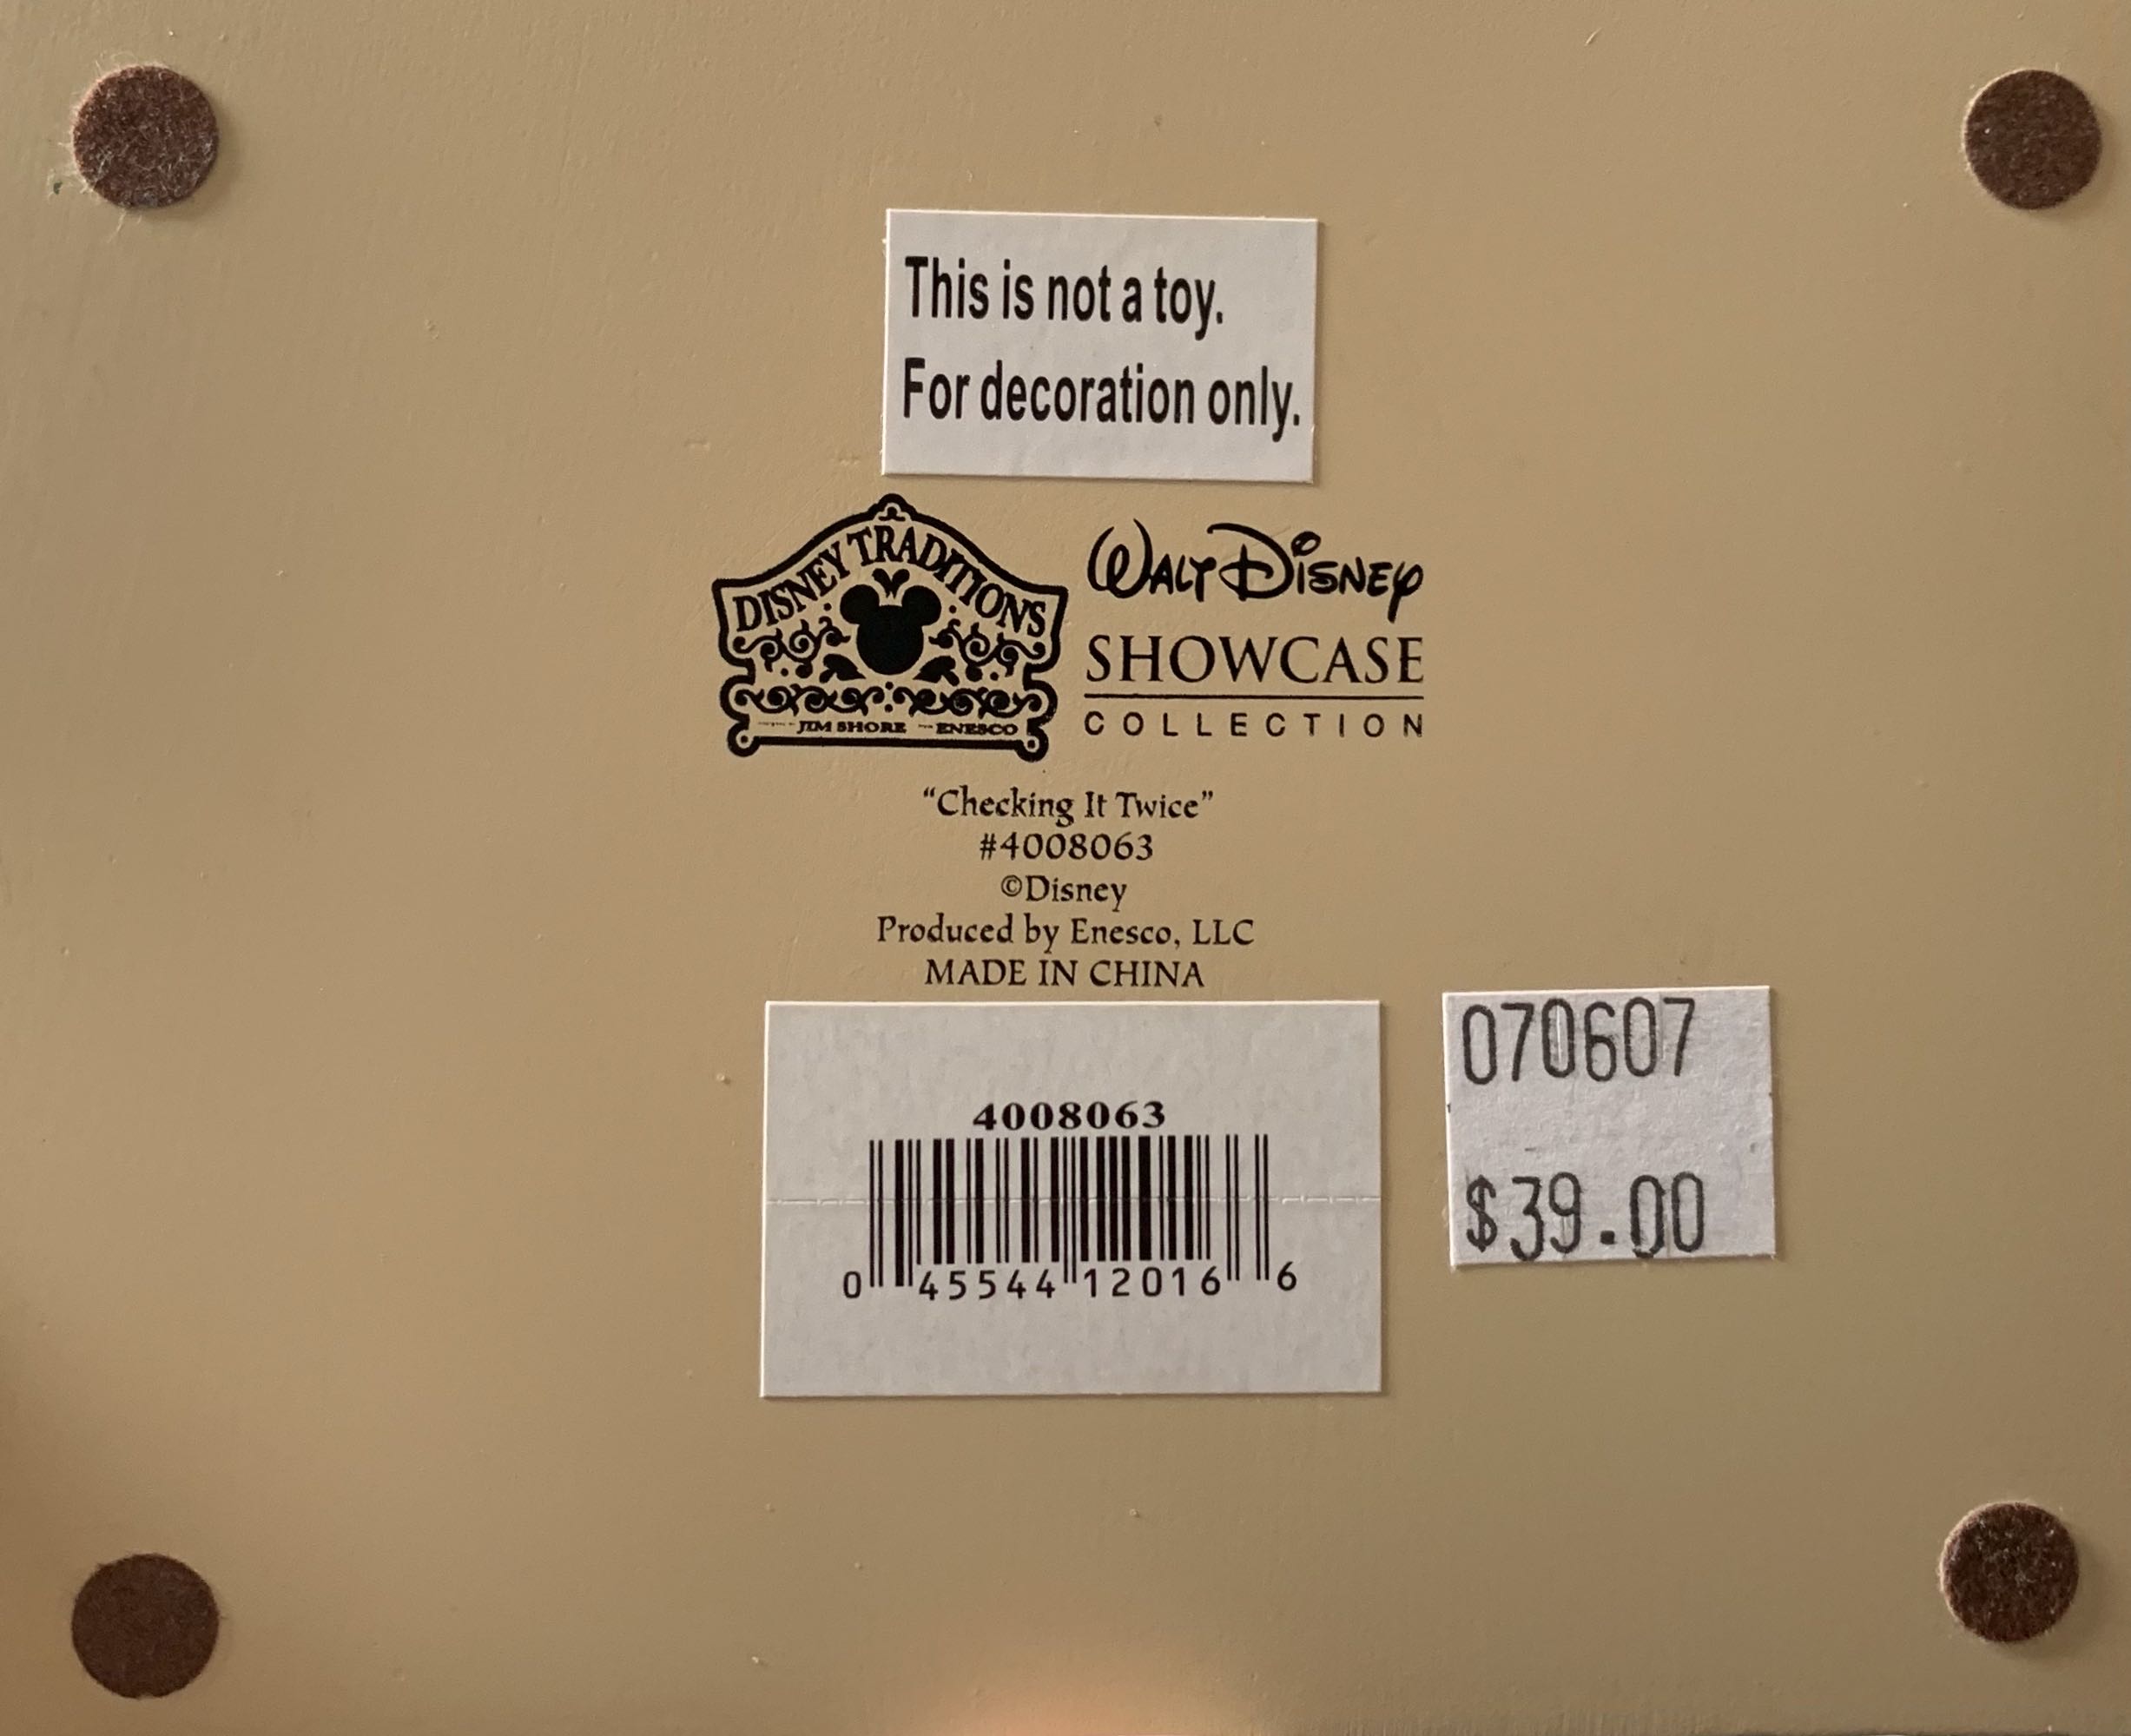 This is not a toy.
For decoration only.
DISNEY TRADITIONS
JIM SHORE ENESCO
WALT DISNEY
SHOWCASE
COLLECTION
“Checking It Twice”
#4008063
©Disney
Produced by Enesco, LLC
MADE IN CHINA
4008063
0 45544 12016 6
070607
$39.00